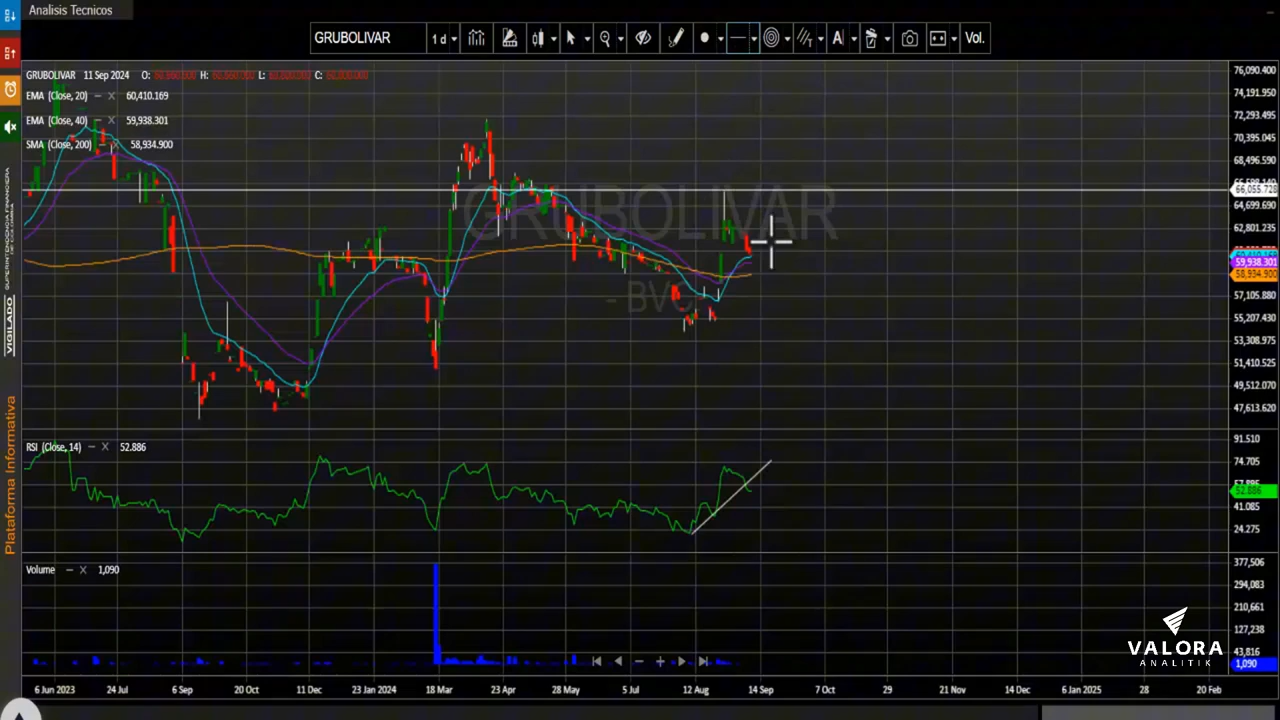 Analisis Tecnicos
GRUBOLIVAR
1 d
Vol.
GRUBOLIVAR 11 Sep 2024 O: H: L: C:
EMA (Close, 20) 60,410.169
EMA (Close, 40) 59,938.301
SMA (Close, 200) 58,934.900
GRUBOLIVAR
- BVC
76,090.400
74,191.950
72,293.495
70,395.045
68,496.590
66,055.728
64,699.690
62,801.235
59,938.301
58,934.900
57,105.880
55,207.430
53,308.975
51,410.525
49,512.070
47,613.620
RSI (Close, 14) 52.886
91.510
74.705
52.886
41.085
24.275
Volume 1,090
377,506
294,083
210,661
127,238
43,816
1,090
6 Jun 2023 24 Jul 6 Sep 20 Oct 11 Dec 23 Jan 2024 18 Mar 23 Apr 28 May 5 Jul 12 Aug 14 Sep 7 Oct 29 21 Nov 14 Dec 6 Jan 2025 28 20 Feb
VIGILADO
Plataforma Informativa
VALORA
ANALITIK